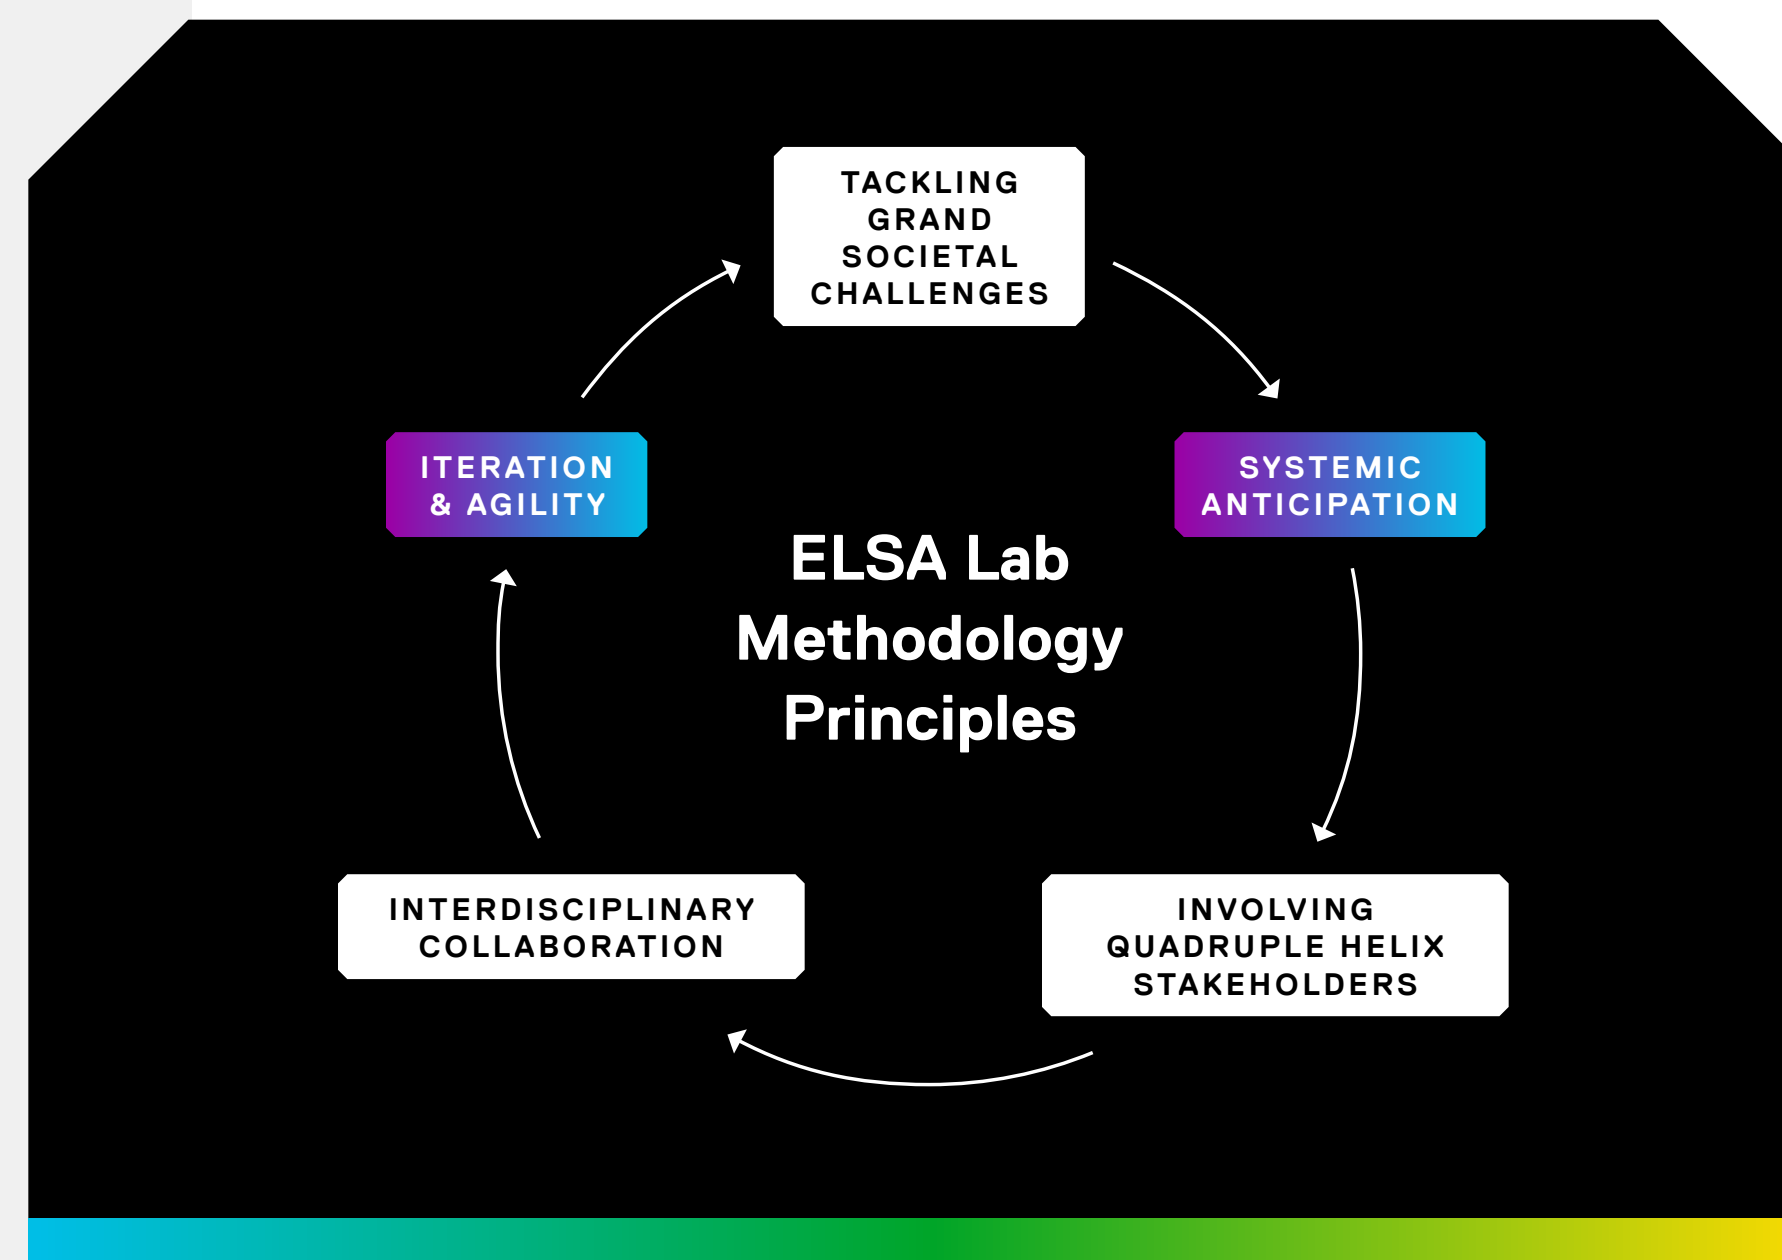 TACKLING
GRAND
SOCIETAL
CHALLENGES
ITERATION
& AGILITY
SYSTEMIC
ANTICIPATION
ELSA Lab
Methodology
Principles
INTERDISCIPLINARY
COLLABORATION
INVOLVING
QUADRUPLE HELIX
STAKEHOLDERS